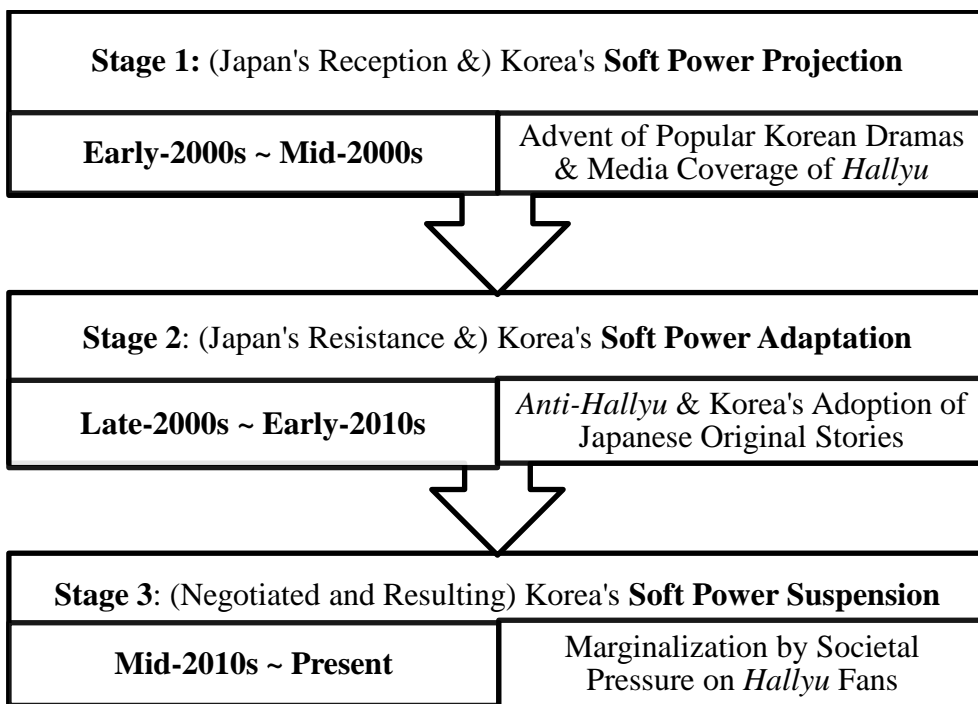 Stage 1: (Japan's Reception &) Korea's Soft Power Projection
Early-2000s ~ Mid-2000s
Advent of Popular Korean Dramas
& Media Coverage of Hallyu
Stage 2: (Japan's Resistance &) Korea's Soft Power Adaptation
Late-2000s ~ Early-2010s
Anti-Hallyu & Korea's Adoption of
Japanese Original Stories
Stage 3: (Negotiated and Resulting) Korea's Soft Power Suspension
Mid-2010s ~ Present
Marginalization by Societal
Pressure on Hallyu Fans